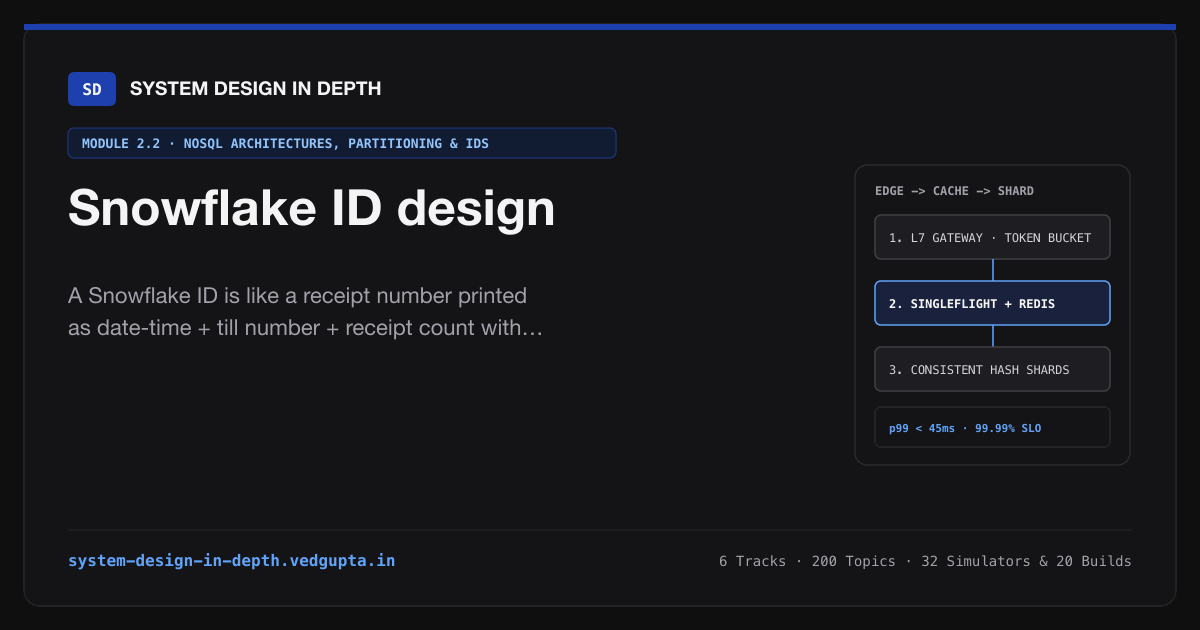 SD SYSTEM DESIGN IN DEPTH
MODULE 2.2 · NOSQL ARCHITECTURES, PARTITIONING & IDS
Snowflake ID design
A Snowflake ID is like a receipt number printed
as date-time + till number + receipt count with…
EDGE —> CACHE —> SHARD
1. L7 GATEWAY · TOKEN BUCKET
2. SINGLEFLIGHT + REDIS
3. CONSISTENT HASH SHARDS
p99 < 45ms · 99.99% SLO
system-design-in-depth.vedgupta.in
6 Tracks · 200 Topics · 32 Simulators & 20 Builds